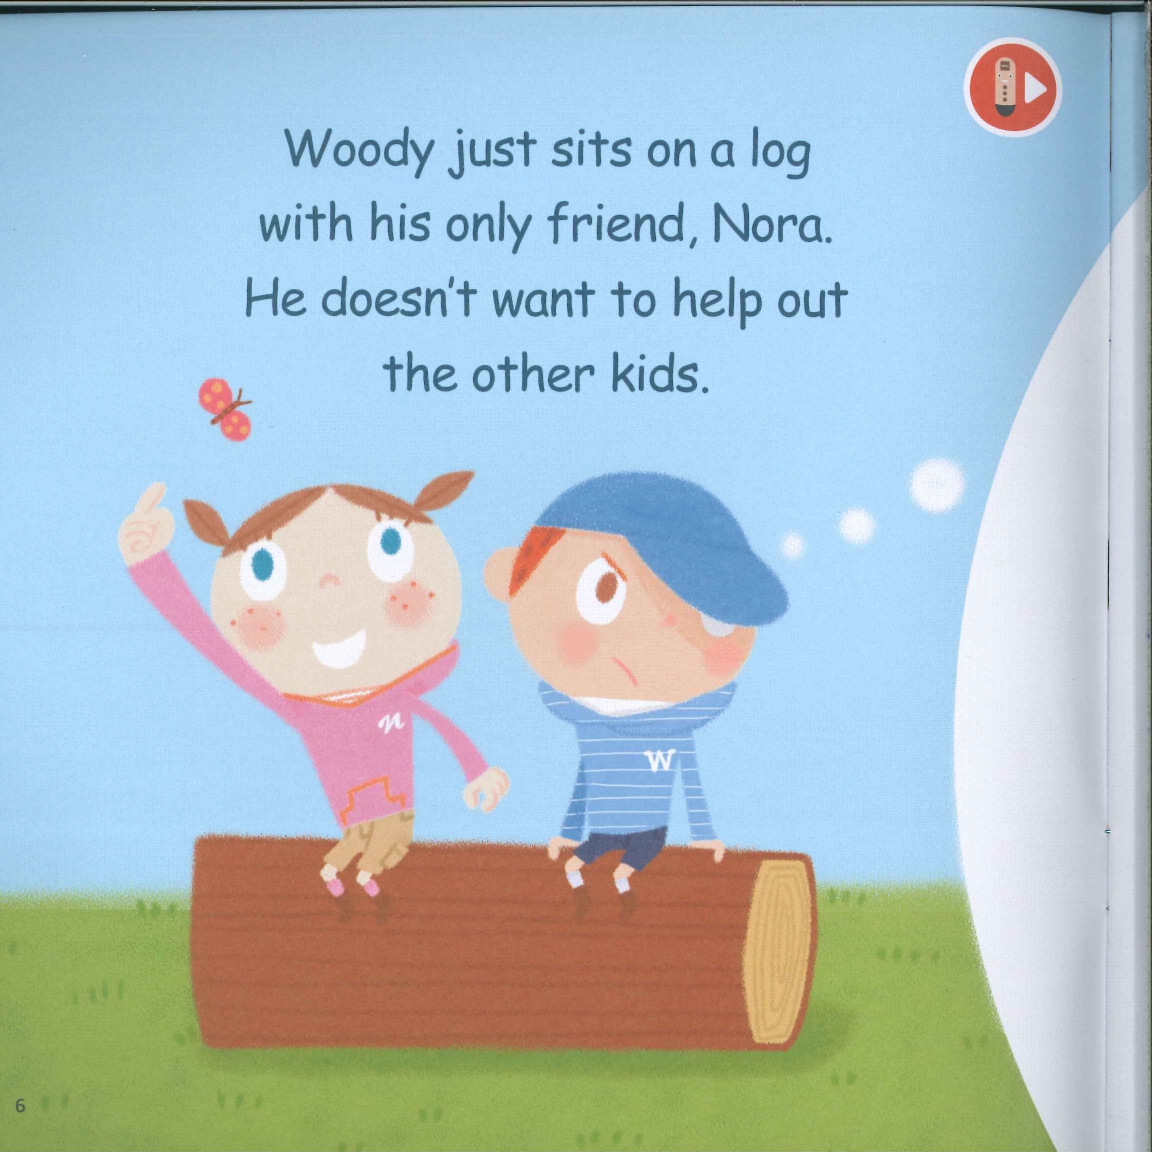 Woody just sits on a log
with his only friend, Nora.
He doesn't want to help out
the other kids.
n
W
6